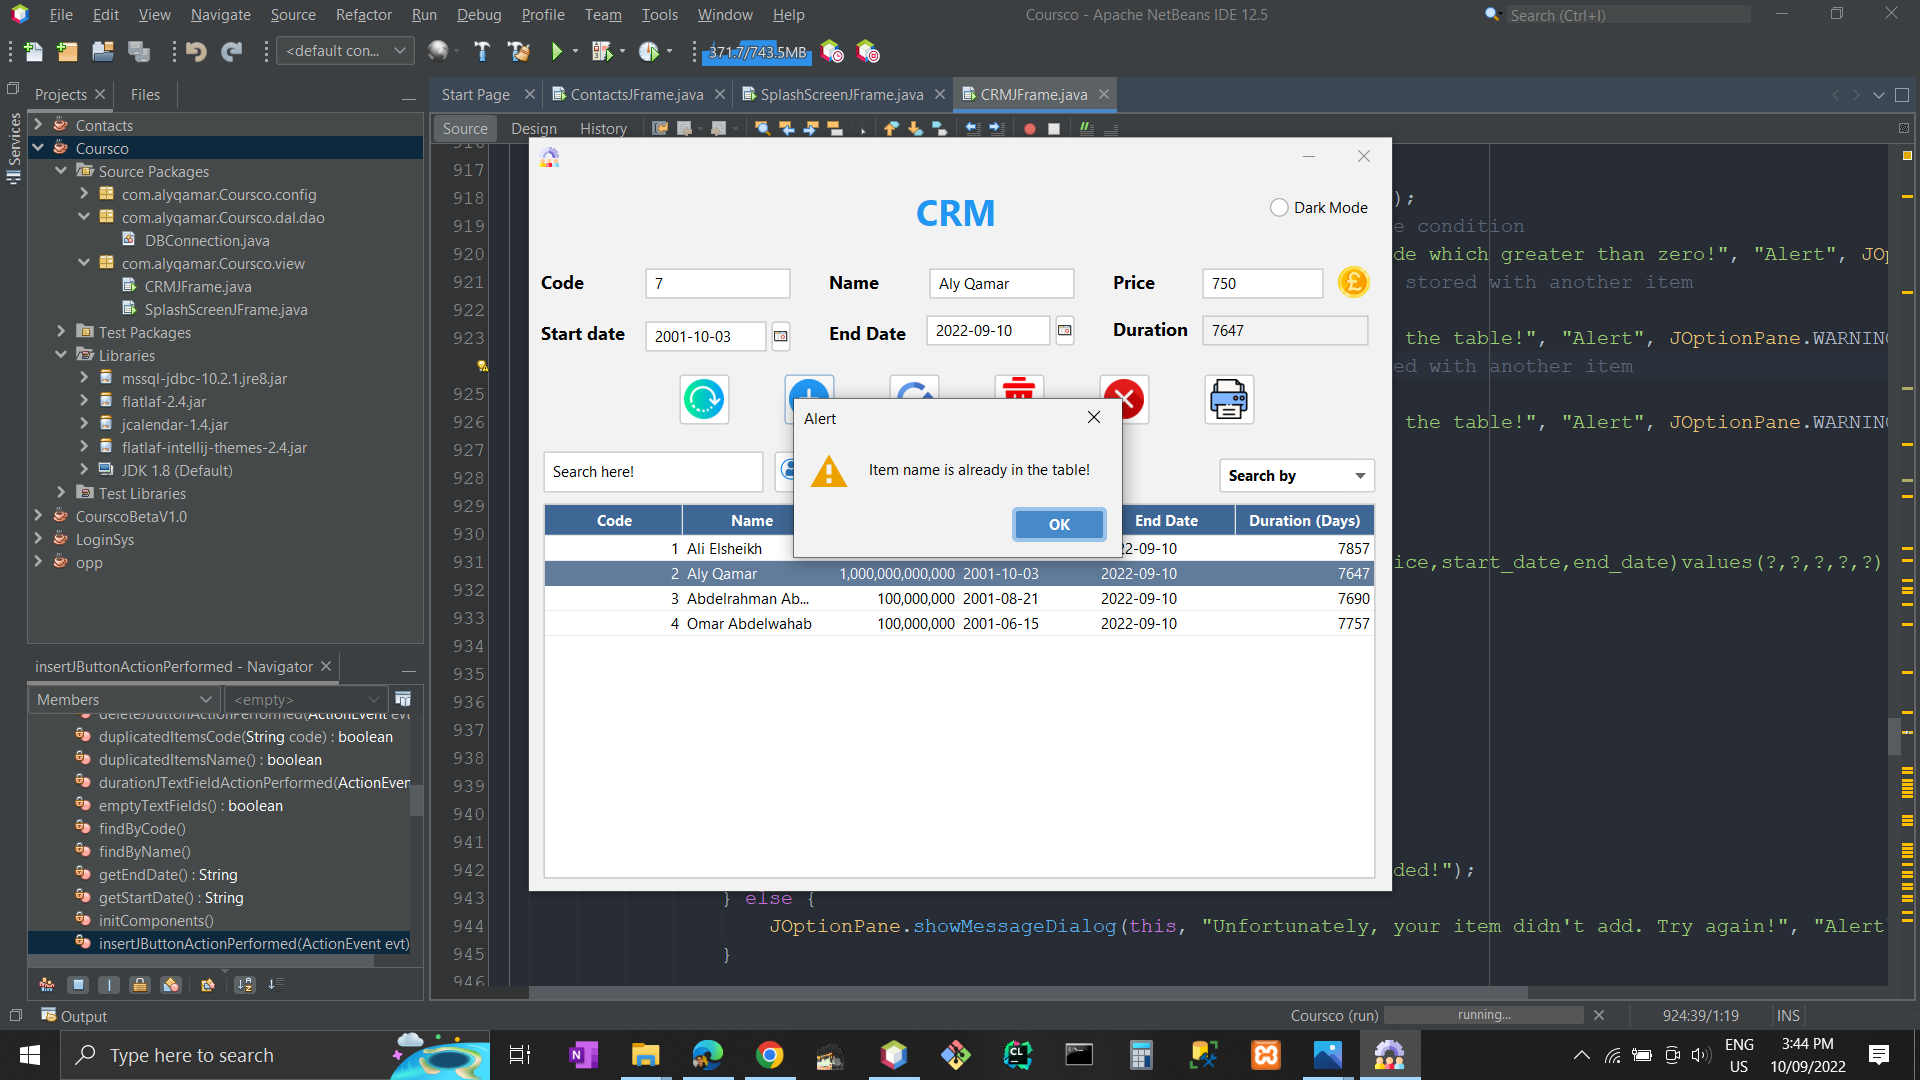 File Edit View Navigate Source Refactor Run Debug Profile Team Tools Window Help
Coursco - Apache NetBeans IDE 12.5
Search (Ctrl+I)
<default con...
371.7/743.5MB
Services
Projects
Files
Contacts
Coursco
Source Packages
com.alyqamar.Coursco.config
com.alyqamar.Coursco.dal.dao
DBConnection.java
com.alyqamar.Coursco.view
CRMJFrame.java
SplashScreenJFrame.java
Test Packages
Libraries
mssql-jdbc-10.2.1.jre8.jar
flatlaf-2.4.jar
jcalendar-1.4.jar
flatlaf-intellij-themes-2.4.jar
JDK 1.8 (Default)
Test Libraries
CourscoBetaV1.0
LoginSys
opp
insertJButtonActionPerformed - Navigator
Members
<empty>
deleteJButtonActionPerformed(ActionEvent evt
duplicatedItemsCode(String code) : boolean
duplicatedItemsName() : boolean
durationJTextFieldActionPerformed(ActionEven
emptyTextFields() : boolean
findByCode()
findByName()
getEndDate() : String
getStartDate() : String
initComponents()
insertJButtonActionPerformed(ActionEvent evt)
Start Page
ContactsJFrame.java
SplashScreenJFrame.java
CRMJFrame.java
Source Design History
916
917
918 );
919 e condition
920 de which greater than zero!", "Alert", JOp
921 stored with another item
922
923 the table!", "Alert", JOptionPane.WARNING
ed with another item
925
926 the table!", "Alert", JOptionPane.WARNING
927
928
929
930
931 ice,start_date,end_date)values(?,?,?,?,?)
932
933
934
935
936
937
938
939
940
941
942 ded!");
943 } else {
944 JOptionPane.showMessageDialog(this, "Unfortunately, your item didn't add. Try again!", "Alert
945 }
946
CRM
Dark Mode
Code 7 Name Aly Qamar Price 750
Start date 2001-10-03 End Date 2022-09-10 Duration 7647
Search here!
Search by
Alert
Item name is already in the table!
OK
Code Name End Date Duration (Days)
1 Ali Elsheikh 22-09-10 7857
2 Aly Qamar 1,000,000,000,000 2001-10-03 2022-09-10 7647
3 Abdelrahman Ab... 100,000,000 2001-08-21 2022-09-10 7690
4 Omar Abdelwahab 100,000,000 2001-06-15 2022-09-10 7757
Output
Coursco (run)
running...
924:39/1:19
INS
Type here to search
ENG
US
3:44 PM
10/09/2022